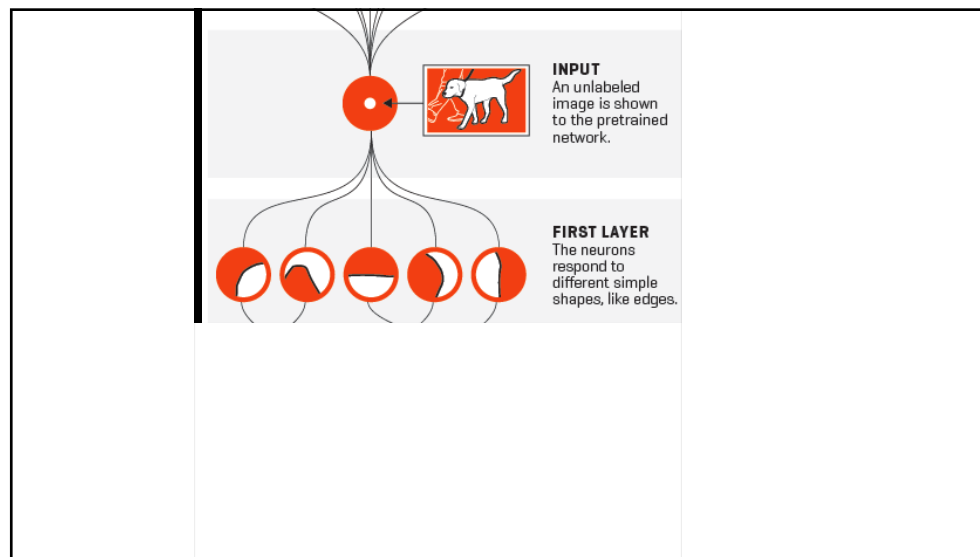 INPUT
An unlabeled
image is shown
to the pretrained
network.
FIRST LAYER
The neurons
respond to
different simple
shapes, like edges.